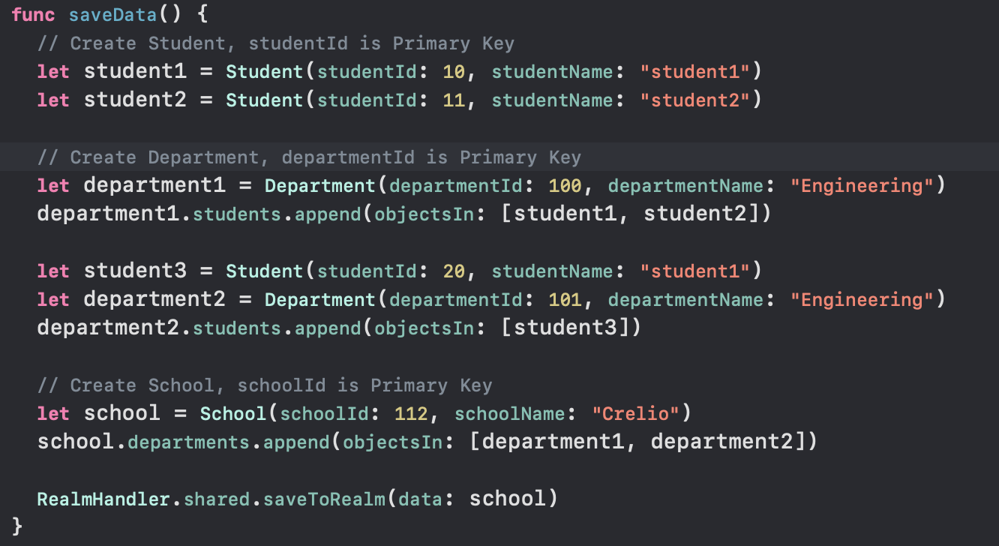 func saveData() {
// Create Student, studentId is Primary Key
let student1 = Student(studentId: 10, studentName: "student1")
let student2 = Student(studentId: 11, studentName: "student2")
// Create Department, departmentId is Primary Key
let department1 = Department(departmentId: 100, departmentName: "Engineering")
department1.students.append(objectsIn: [student1, student2])
let student3 = Student(studentId: 20, studentName: "student1")
let department2 = Department(departmentId: 101, departmentName: "Engineering")
department2.students.append(objectsIn: [student3])
// Create School, schoolId is Primary Key
let school = School(schoolId: 112, schoolName: "Crelio")
school.departments.append(objectsIn: [department1, department2])
RealmHandler.shared.saveToRealm(data: school)
}